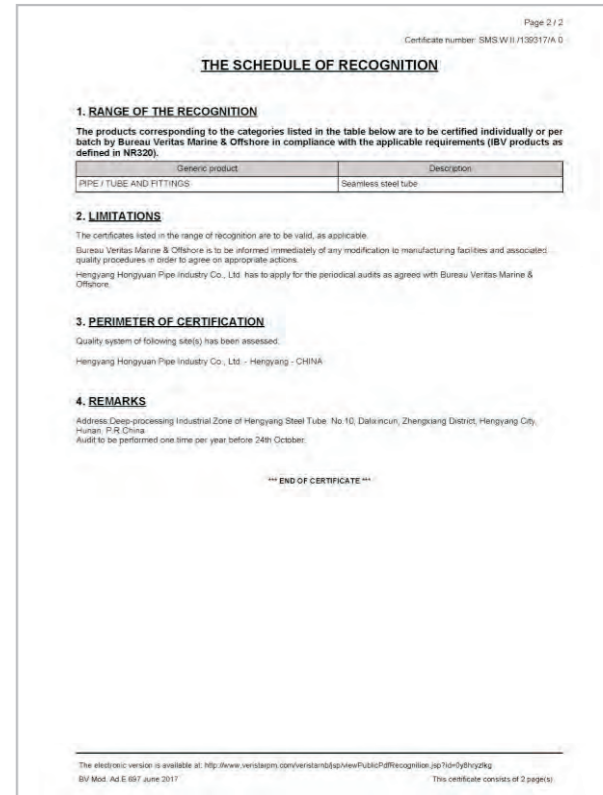 Page 2 / 2
Certificate number: SMS.W.II./139317/A.0
THE SCHEDULE OF RECOGNITION
1. RANGE OF THE RECOGNITION
The products corresponding to the categories listed in the table below are to be certified individually or per
batch by Bureau Veritas Marine & Offshore in compliance with the applicable requirements (IBV products as
defined in NR320).
Generic product Description
PIPE / TUBE AND FITTINGS Seamless steel tube
2. LIMITATIONS
The certificates listed in the range of recognition are to be valid, as applicable.
Bureau Veritas Marine & Offshore is to be informed immediately of any modification to manufacturing facilities and associated
quality procedures in order to agree on appropriate actions.
Hengyang Hongyuan Pipe Industry Co., Ltd. has to apply for the periodical audits as agreed with Bureau Veritas Marine &
Offshore.
3. PERIMETER OF CERTIFICATION
Quality system of following site(s) has been assessed:
Hengyang Hongyuan Pipe Industry Co., Ltd. - Hengyang - CHINA
4. REMARKS
Address:Deep-processing Industrial Zone of Hengyang Steel Tube, No.10, Dalixincun, Zhengxiang District, Hengyang City,
Hunan, P.R.China
Audit to be performed one time per year before 24th October.
*** END OF CERTIFICATE ***
The electronic version is available at: http://www.veristarpm.com/veristarnb/jsp/viewPublicPdfRecognition.jsp?id=
BV Mod. Ad.E 697 June 2017 This certificate consists of 2 page(s)